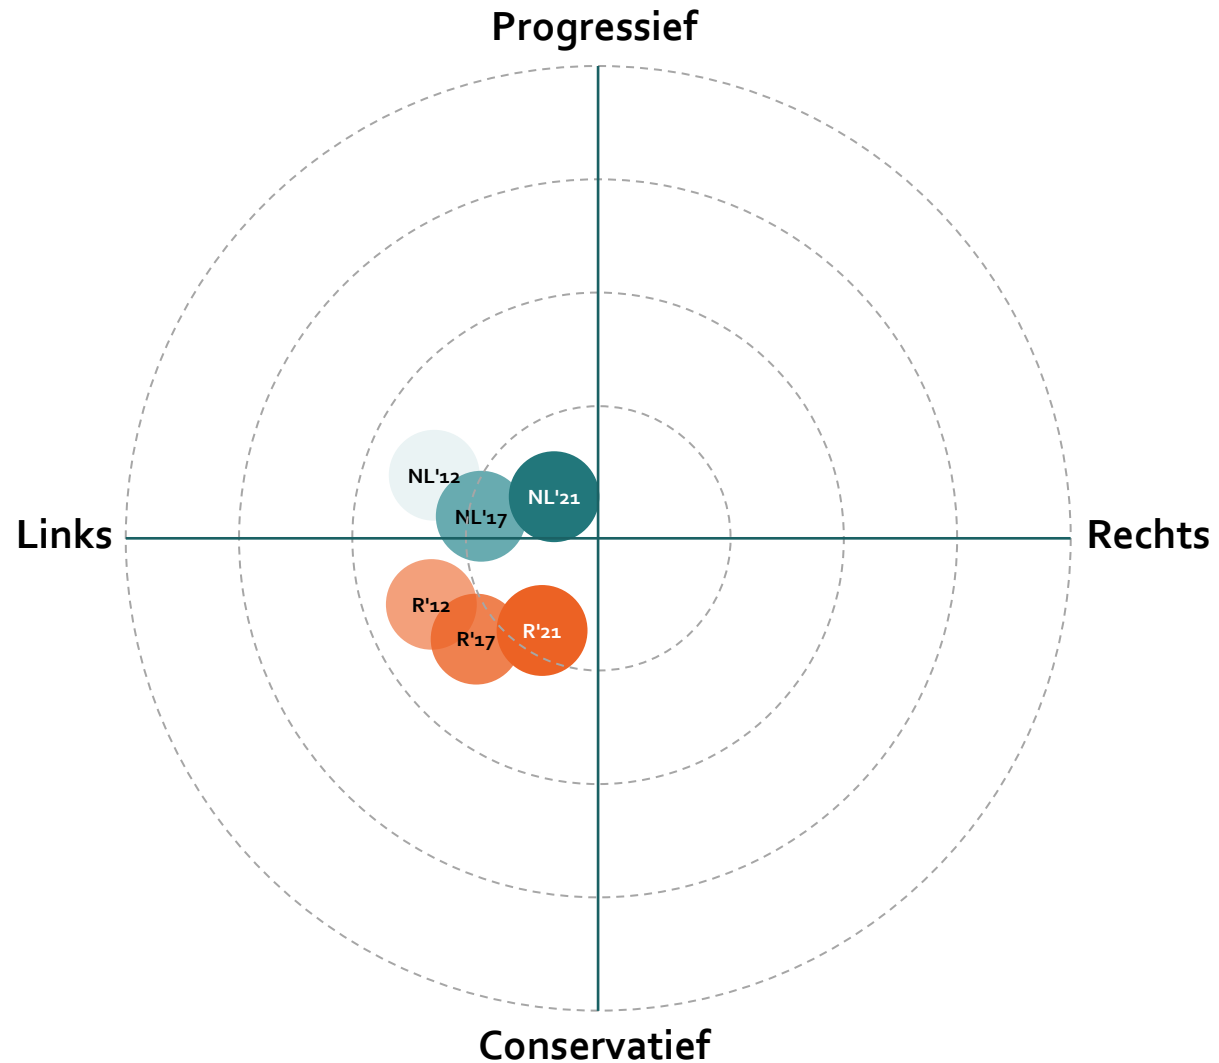 Progressief
NL'12
NL'21
NL'17
Links
Rechts
R'12
R'21
R'17
Conservatief